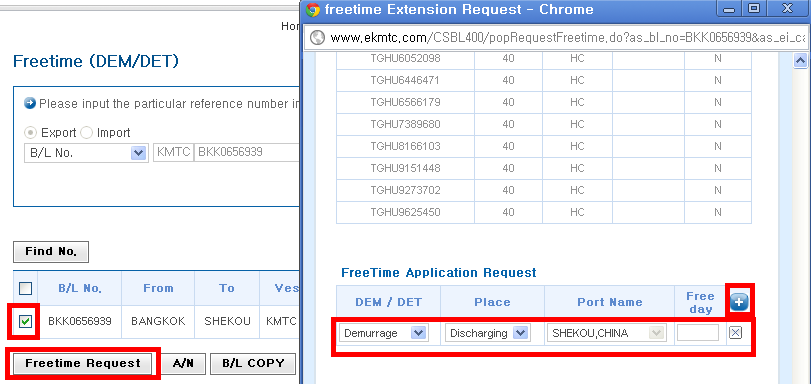 Hom
Freetime (DEM/DET)
Please input the particular reference number in
Export Import
B/L No. KMTC BKK0656939
Find No.
B/L No. From To Ves
BKK0656939 BANGKOK SHEKOU KMTC
Freetime Request A/N B/L COPY
freetime Extension Request - Chrome
www.ekmtc.com/CSBL400/popRequestFreetime.do?as_bl_no=BKK0656939&as_ei_ca
TGHU6052098 40 HC N
TGHU6446471 40 HC N
TGHU6566179 40 HC N
TGHU7389680 40 HC N
TGHU8166103 40 HC N
TGHU9151448 40 HC N
TGHU9273702 40 HC N
TGHU9625450 40 HC N
FreeTime Application Request
DEM / DET Place Port Name Free day
Demurrage Discharging SHEKOU,CHINA